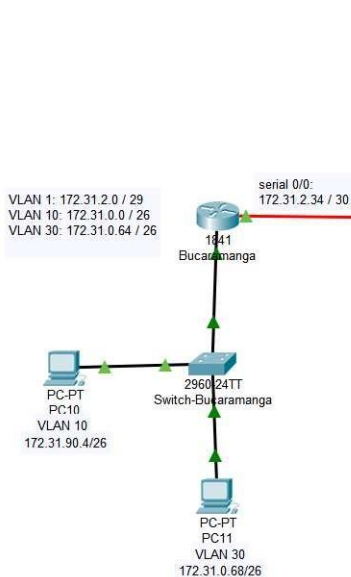 VLAN 1: 172.31.2.0 / 29
VLAN 10: 172.31.0.0 / 26
VLAN 30: 172.31.0.64 / 26
serial 0/0:
172.31.2.34 / 30
1841
Bucaramanga
2960-24TT
Switch-Bucaramanga
PC-PT
PC10
VLAN 10
172.31.90.4/26
PC-PT
PC11
VLAN 30
172.31.0.68/26